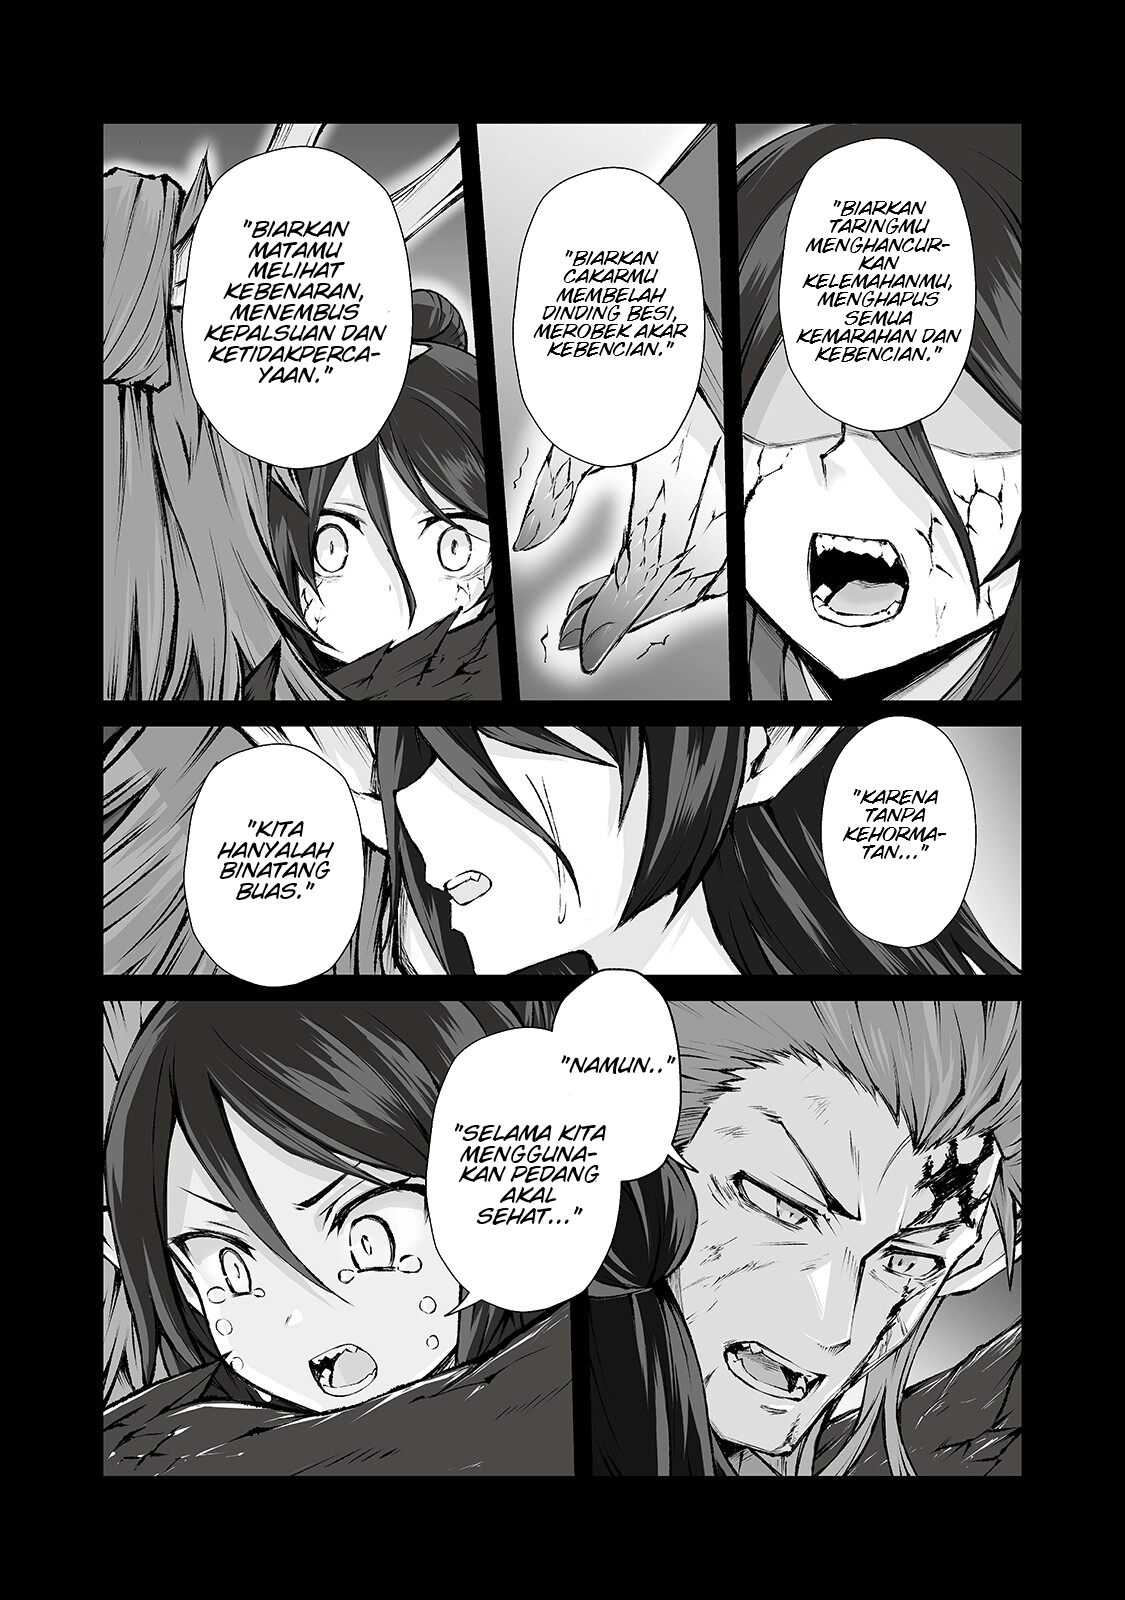 "BIARKAN
TARINGMU
MENGHANCUR-
KAN
KELEMAHANMU,
MENGHAPUS
SEMUA
KEMARAHAN DAN
KEBENCIAN."
"BIARKAN
CAKARMU
MEMBELAH
DINDING BESI,
MEROBEK AKAR
KEBENCIAN."
"BIARKAN
MATAMU
MELIHAT
KEBENARAN,
MENEMBUS
KEPALSUAN DAN
KETIDAKPERCA-
YAAN."
"KARENA
TANPA
KEHORMA-
TAN..."
"KITA
HANYALAH
BINATANG
BUAS."
"NAMUN.."
"SELAMA KITA
MENGGUNA-
KAN PEDANG
AKAL
SEHAT..."